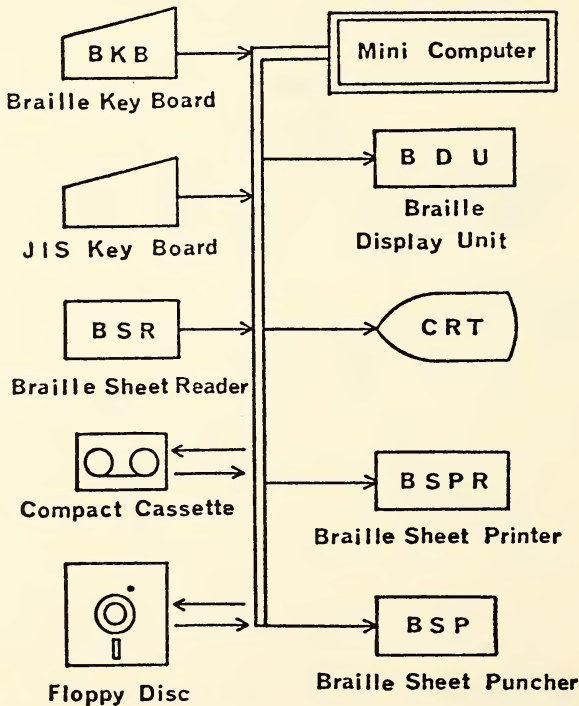 BKB
Braille Key Board
Mini Computer
BDU
Braille
Display Unit
JIS Key Board
BSR
Braille Sheet Reader
CRT
Compact Cassette
BSPR
Braille Sheet Printer
Floppy Disc
BSP
Braille Sheet Puncher